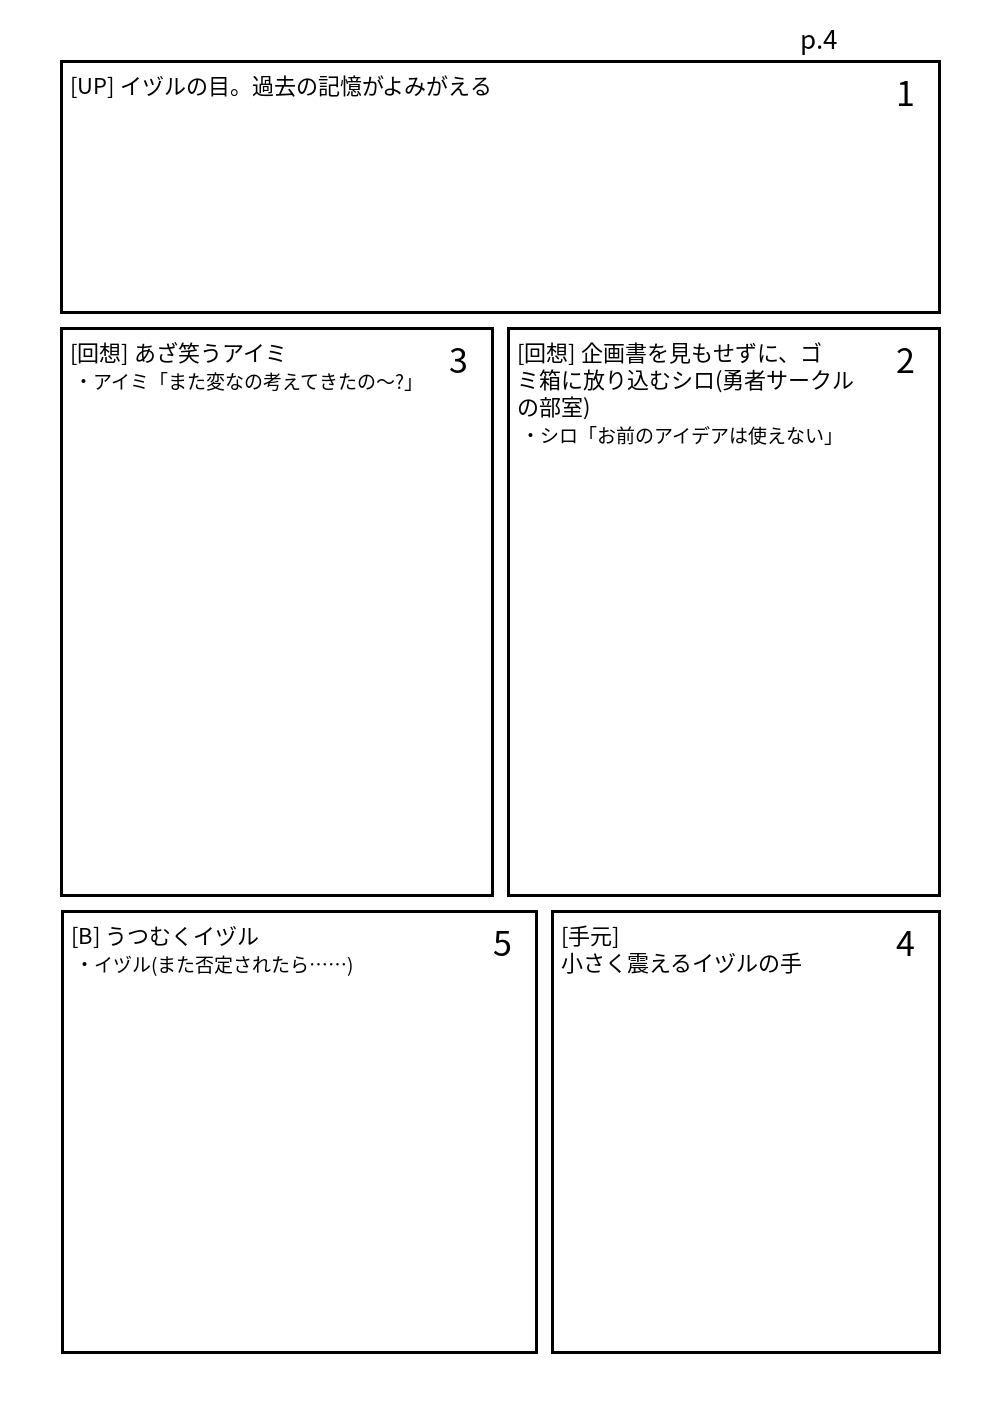 p.4
[UP] イヅルの目。過去の記憶がよみがえる
1
[回想] 企画書を見もせずに、ゴ
ミ箱に放り込むシロ(勇者サークル
の部室)
・シロ「お前のアイデアは使えない」
2
[回想] あざ笑うアイミ
・アイミ「また変なの考えてきたの〜?」
3
[手元]
小さく震えるイヅルの手
4
[B] うつむくイヅル
・イヅル(また否定されたら……)
5